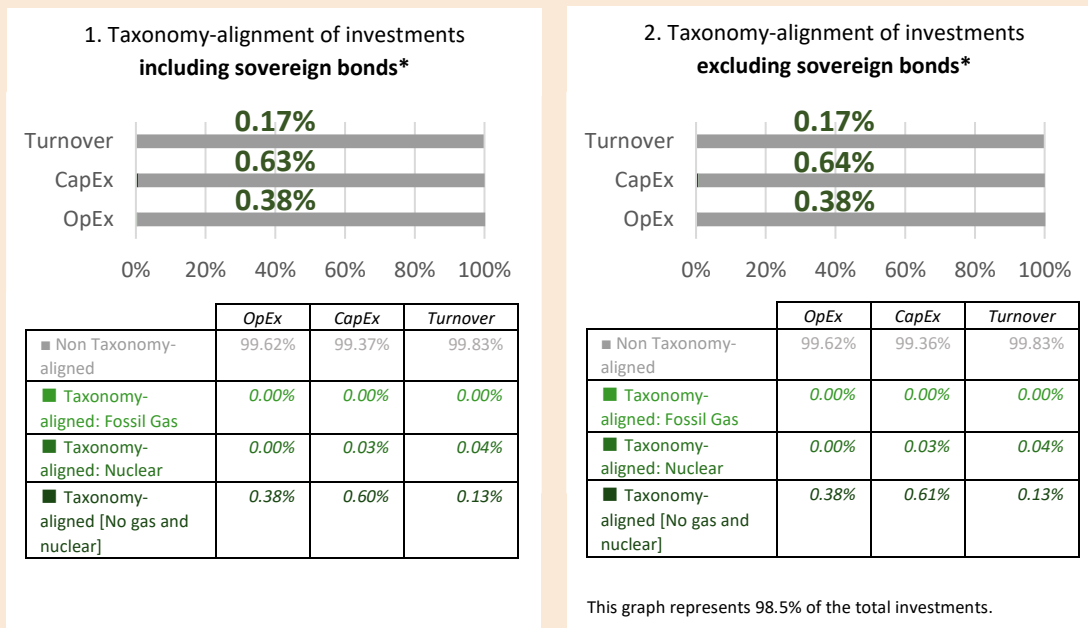 1. Taxonomy-alignment of investments
including sovereign bonds*
0.17%
Turnover
0.63%
CapEx
0.38%
OpEx
0% 20% 40% 60% 80% 100%
OpEx CapEx Turnover
Non Taxonomy- 99.62% 99.37% 99.83%
aligned
Taxonomy- 0.00% 0.00% 0.00%
aligned: Fossil Gas
Taxonomy- 0.00% 0.03% 0.04%
aligned: Nuclear
Taxonomy- 0.38% 0.60% 0.13%
aligned [No gas and
nuclear]
2. Taxonomy-alignment of investments
excluding sovereign bonds*
0.17%
Turnover
0.64%
CapEx
0.38%
OpEx
0% 20% 40% 60% 80% 100%
OpEx CapEx Turnover
Non Taxonomy- 99.62% 99.36% 99.83%
aligned
Taxonomy- 0.00% 0.00% 0.00%
aligned: Fossil Gas
Taxonomy- 0.00% 0.03% 0.04%
aligned: Nuclear
Taxonomy- 0.38% 0.61% 0.13%
aligned [No gas and
nuclear]
This graph represents 98.5% of the total investments.